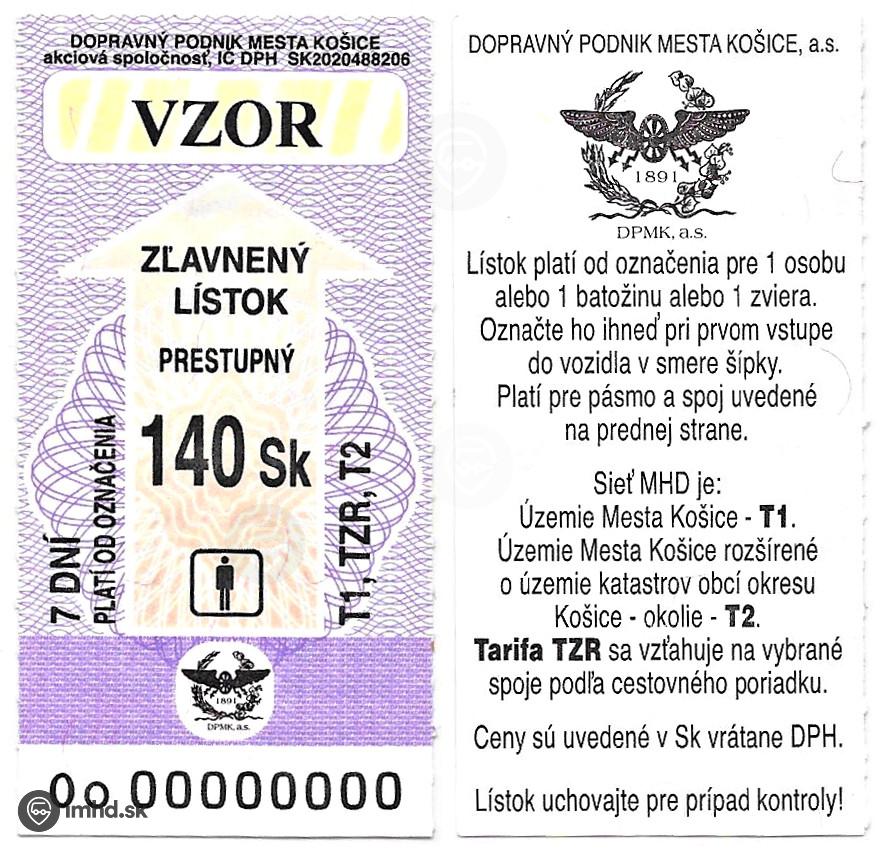 DOPRAVNÝ PODNIK MESTA KOŠICE
akciová spoločnosť, IČ DPH SK2020488206
VZOR
ZĽAVNENÝ
LÍSTOK
PRESTUPNÝ
140 Sk
7 DNÍ
PLATÍ OD OZNAČENIA
T1, TZR, T2
1891
DPMK, a.s.
Oo 00000000
imhd.sk
DOPRAVNÝ PODNIK MESTA KOŠICE, a.s.
1891
DPMK, a.s.
Lístok platí od označenia pre 1 osobu
alebo 1 batožinu alebo 1 zviera.
Označte ho ihneď pri prvom vstupe
do vozidla v smere šípky.
Platí pre pásmo a spoj uvedené
na prednej strane.
Sieť MHD je:
Územie Mesta Košice - T1.
Územie Mesta Košice rozšírené
o územie katastrov obcí okresu
Košice - okolie - T2.
Tarifa TZR sa vzťahuje na vybrané
spoje podľa cestovného poriadku.
Ceny sú uvedené v Sk vrátane DPH.
Lístok uchovajte pre prípad kontroly!